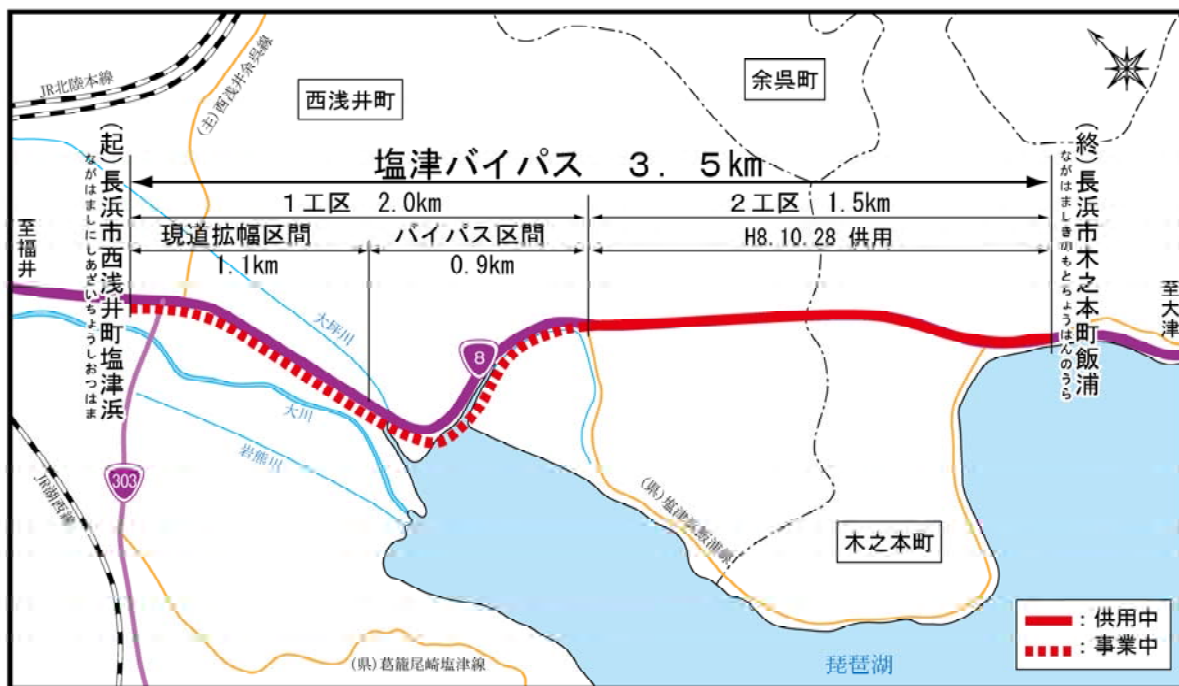 JR北陸本線
(主)西浅井余呉線
西浅井町
余呉町
塩津バイパス 3.5km
1工区 2.0km
2工区 1.5km
現道拡幅区間
1.1km
バイパス区間
0.9km
H8.10.28 供用
至福井
(起)長浜市西浅井町塩津浜
ながはましにしあざいちょうしおつはま
(終)長浜市木之本町飯浦
ながはましきのもとちょうはんのうら
至大津
大坪川
8
大川
岩熊川
303
JR湖西線
(県)塩津浜飯浦線
木之本町
(県)葛籠尾崎塩津線
琵琶湖
:供用中
:事業中